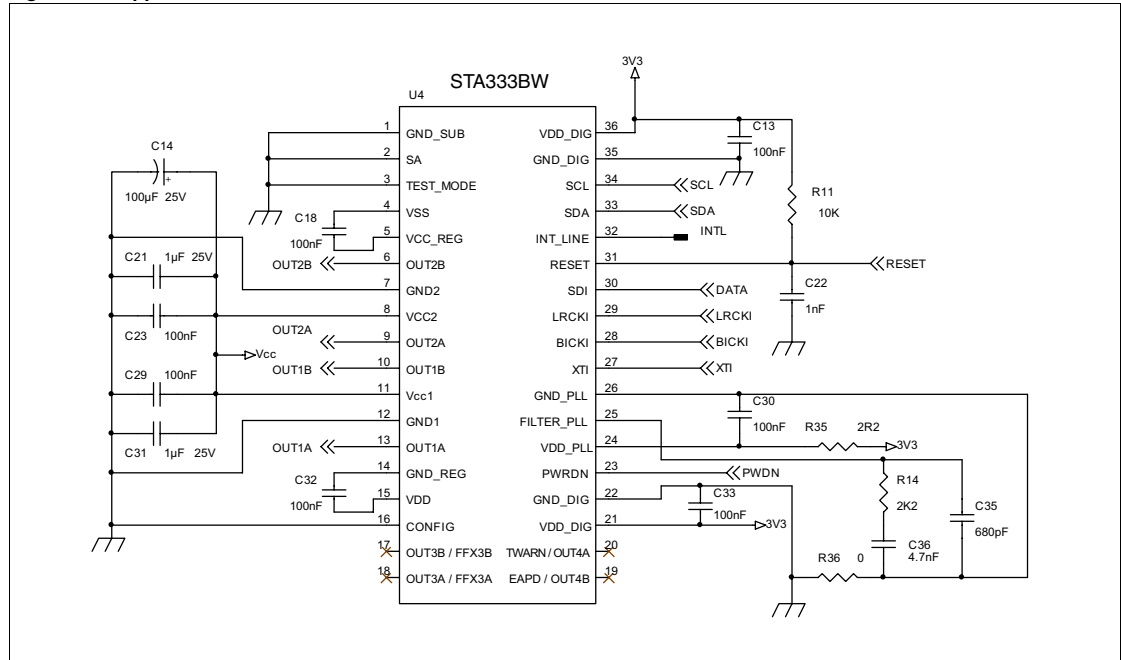 3V3
STA333BW
U4
1 GND_SUB VDD_DIG 36
C13
100nF
C14
100µF 25V
+
2 SA GND_DIG 35
3 TEST_MODE SCL 34 SCL
R11
10K
C18
100nF
4 VSS SDA 33 SDA
5 VCC_REG INT_LINE 32 INTL
C21 1µF 25V
OUT2B 6 OUT2B RESET 31 RESET
7 GND2 SDI 30 DATA
C22
1nF
C23 100nF
8 VCC2 LRCKI 29 LRCKI
OUT2A 9 OUT2A BICKI 28 BICKI
Vcc
OUT1B 10 OUT1B XTI 27 XTI
C29 100nF
11 Vcc1 GND_PLL 26
C30
100nF
12 GND1 FILTER_PLL 25
R35 2R2
C31 1µF 25V
OUT1A 13 OUT1A VDD_PLL 24 3V3
14 GND_REG PWRDN 23 PWDN
C32
100nF
R14
2K2
15 VDD GND_DIG 22
C33
100nF
C35
680pF
16 CONFIG VDD_DIG 21 3V3
C36
4.7nF
17 OUT3B / FFX3B TWARN / OUT4A 20
R36 0
18 OUT3A / FFX3A EAPD / OUT4B 19